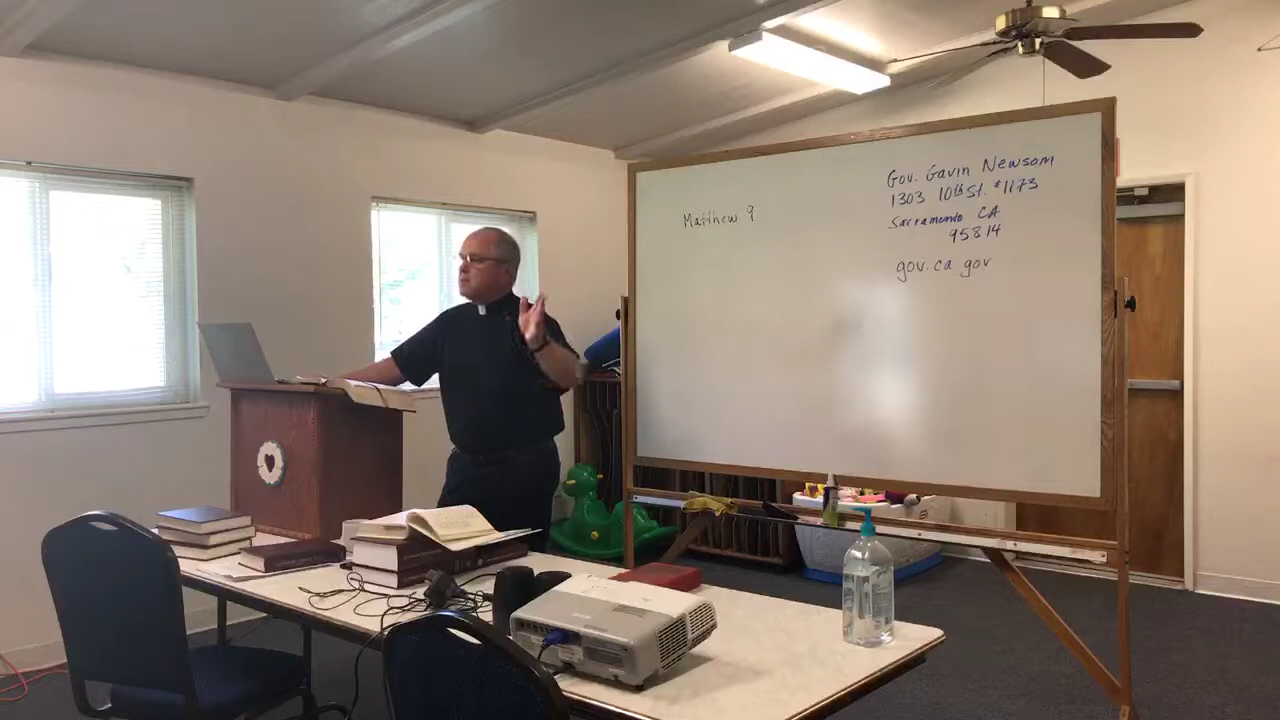 Matthew 9
Gov. Gavin Newsom
1303 10th St. #1173
Sacramento CA
95814
gov.ca gov